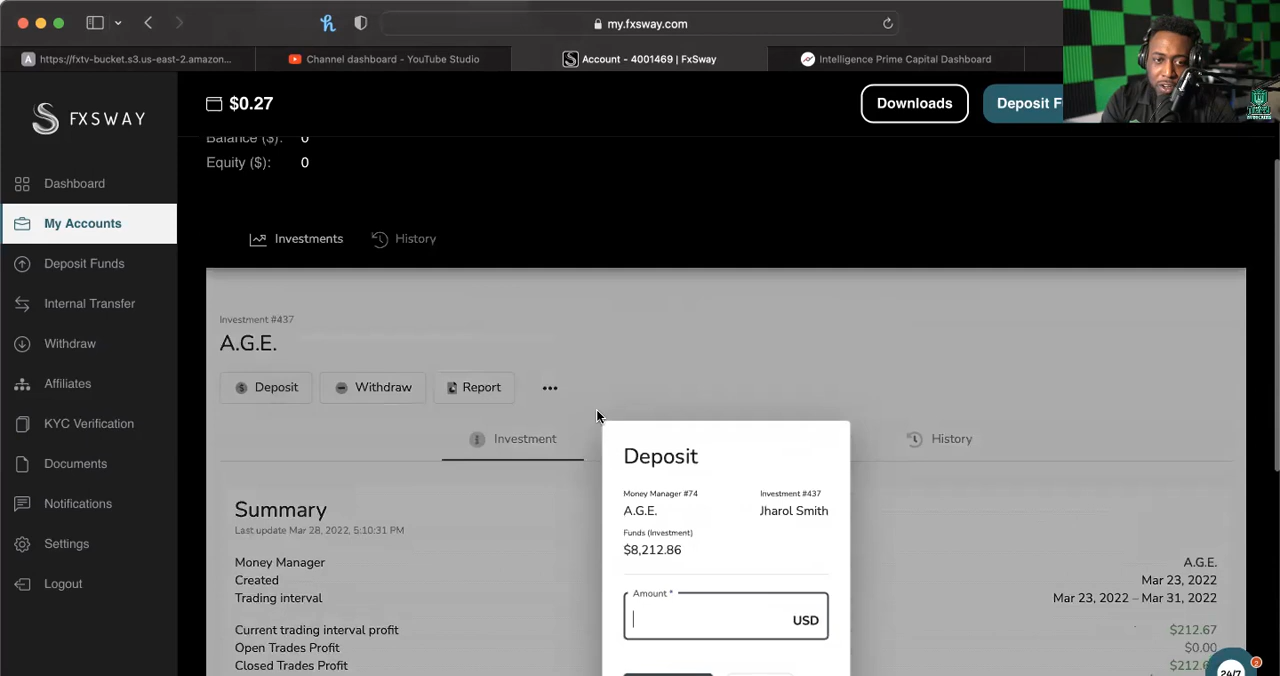 my.fxsway.com
https://fxtv-bucket.s3.us-east-2.amazon...
Channel dashboard - YouTube Studio
Account - 4001469 | FxSway
Intelligence Prime Capital Dashboard
FXSWAY
$0.27
Downloads
Deposit F
Balance ($): 0
Equity ($): 0
Dashboard
My Accounts
Deposit Funds
Internal Transfer
Withdraw
Affiliates
KYC Verification
Documents
Notifications
Settings
Logout
Investments
History
Investment #437
A.G.E.
Deposit
Withdraw
Report
Investment
History
Summary
Last update Mar 28, 2022, 5:10:31 PM
Money Manager A.G.E.
Created Mar 23, 2022
Trading interval Mar 23, 2022 – Mar 31, 2022
Current trading interval profit $212.67
Open Trades Profit $0.00
Closed Trades Profit
Deposit
Money Manager #74
A.G.E.
Investment #437
Jharol Smith
Funds (Investment)
$8,212.86
Amount *
USD
24/7
2